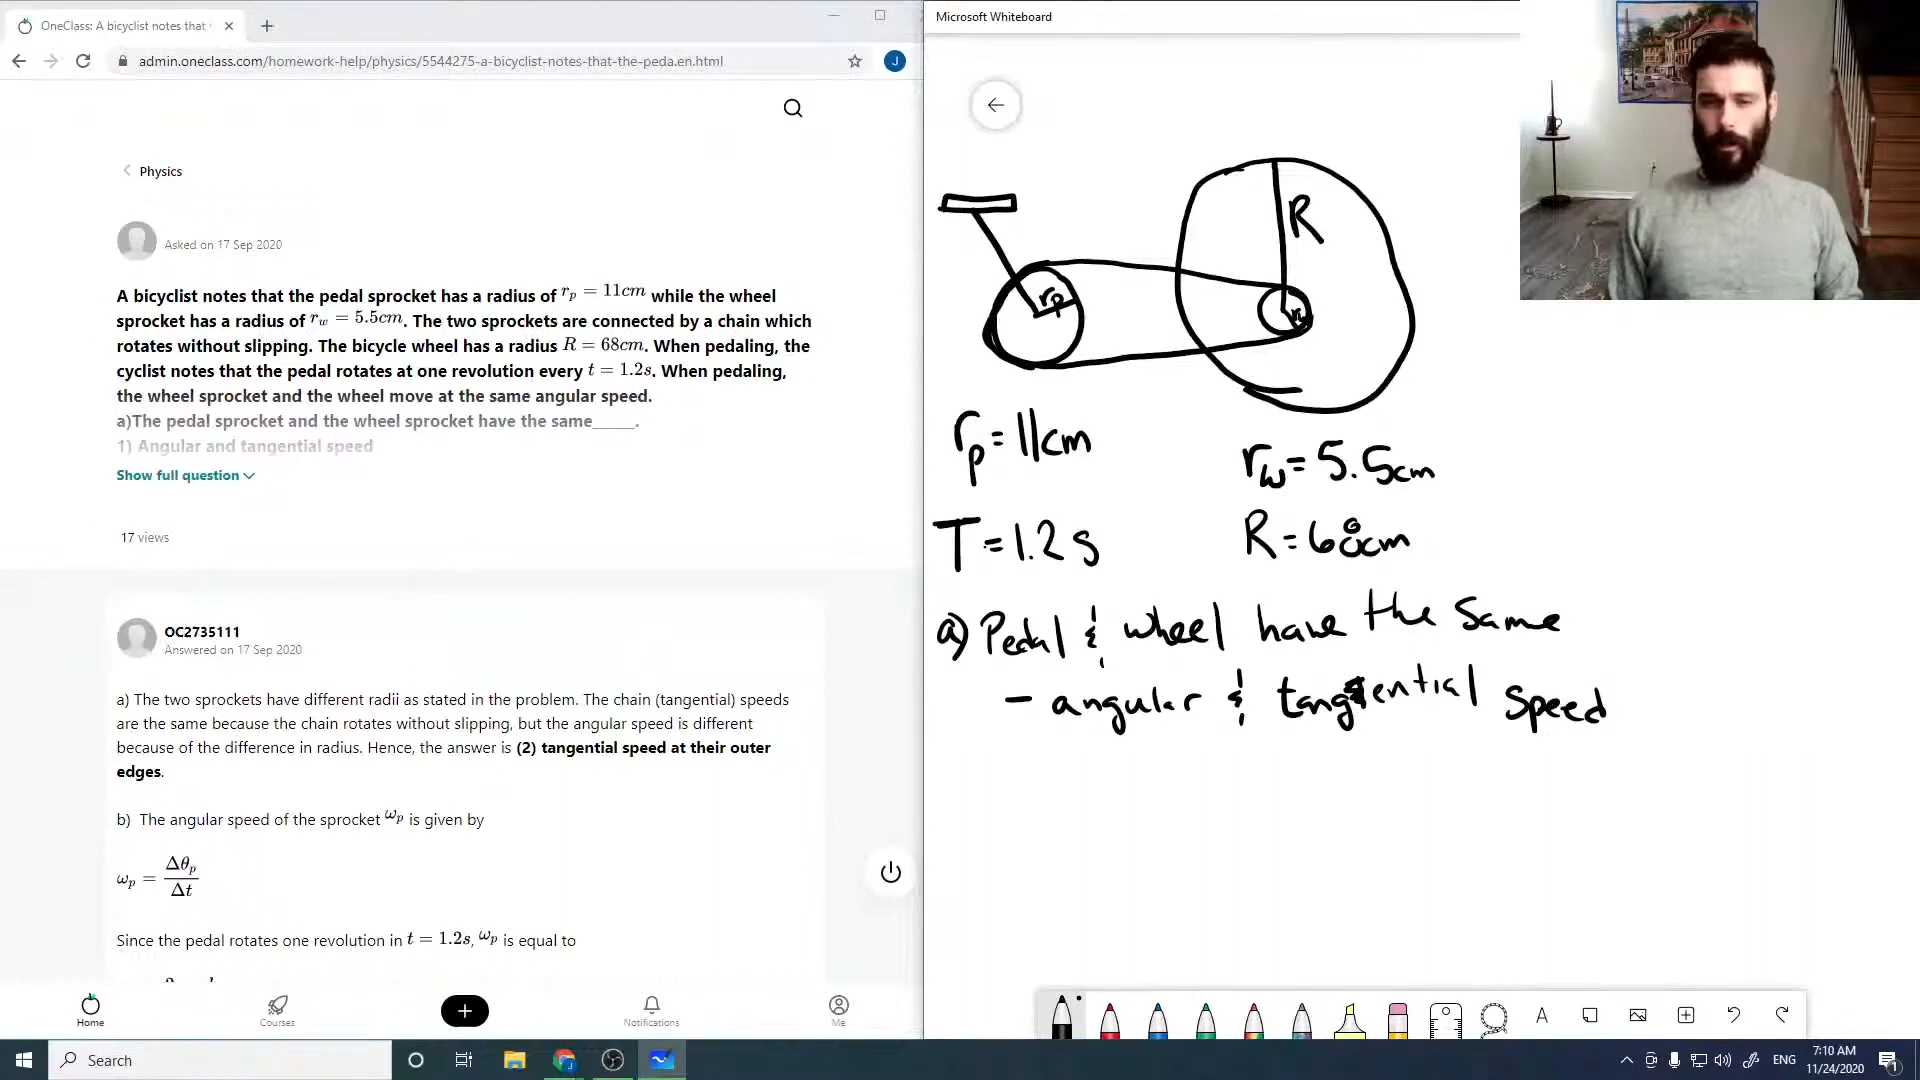 OneClass: A bicyclist notes that t
admin.oneclass.com/homework-help/physics/5544275-a-bicyclist-notes-that-the-peda.en.html
J
Physics
Asked on 17 Sep 2020
A bicyclist notes that the pedal sprocket has a radius of r_p = 11cm while the wheel
sprocket has a radius of r_w = 5.5cm. The two sprockets are connected by a chain which
rotates without slipping. The bicycle wheel has a radius R = 68cm. When pedaling, the
cyclist notes that the pedal rotates at one revolution every t = 1.2s. When pedaling,
the wheel sprocket and the wheel move at the same angular speed.
a)The pedal sprocket and the wheel sprocket have the same_____.
1) Angular and tangential speed
Show full question
17 views
OC2735111
Answered on 17 Sep 2020
a) The two sprockets have different radii as stated in the problem. The chain (tangential) speeds
are the same because the chain rotates without slipping, but the angular speed is different
because of the difference in radius. Hence, the answer is (2) tangential speed at their outer
edges.
b) The angular speed of the sprocket ω_p is given by
ω_p = Δθ_p / Δt
Since the pedal rotates one revolution in t = 1.2s, ω_p is equal to
Home
Courses
+
Notifications
Me
Microsoft Whiteboard
R
r_p
r_p = 11cm
r_w = 5.5cm
T = 1.2 s
R = 68cm
a) Pedal & wheel have the same
- angular & tangential speed
A
Search
ENG
7:10 AM
11/24/2020
1